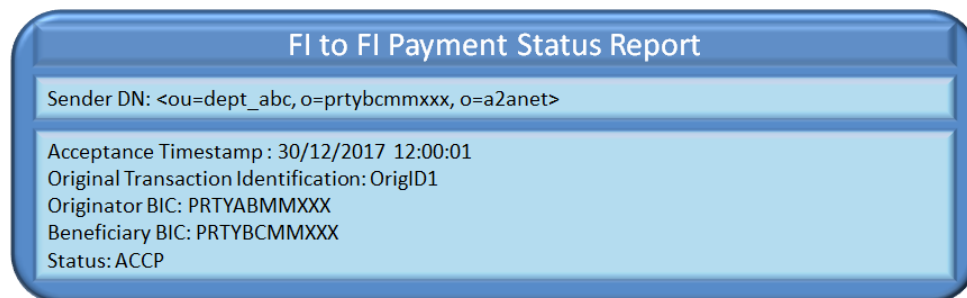 FI to FI Payment Status Report
Sender DN: <ou=dept_abc, o=prtybcmmxxx, o=a2anet>
Acceptance Timestamp : 30/12/2017 12:00:01
Original Transaction Identification: OrigID1
Originator BIC: PRTYABMMXXX
Beneficiary BIC: PRTYBCMMXXX
Status: ACCP